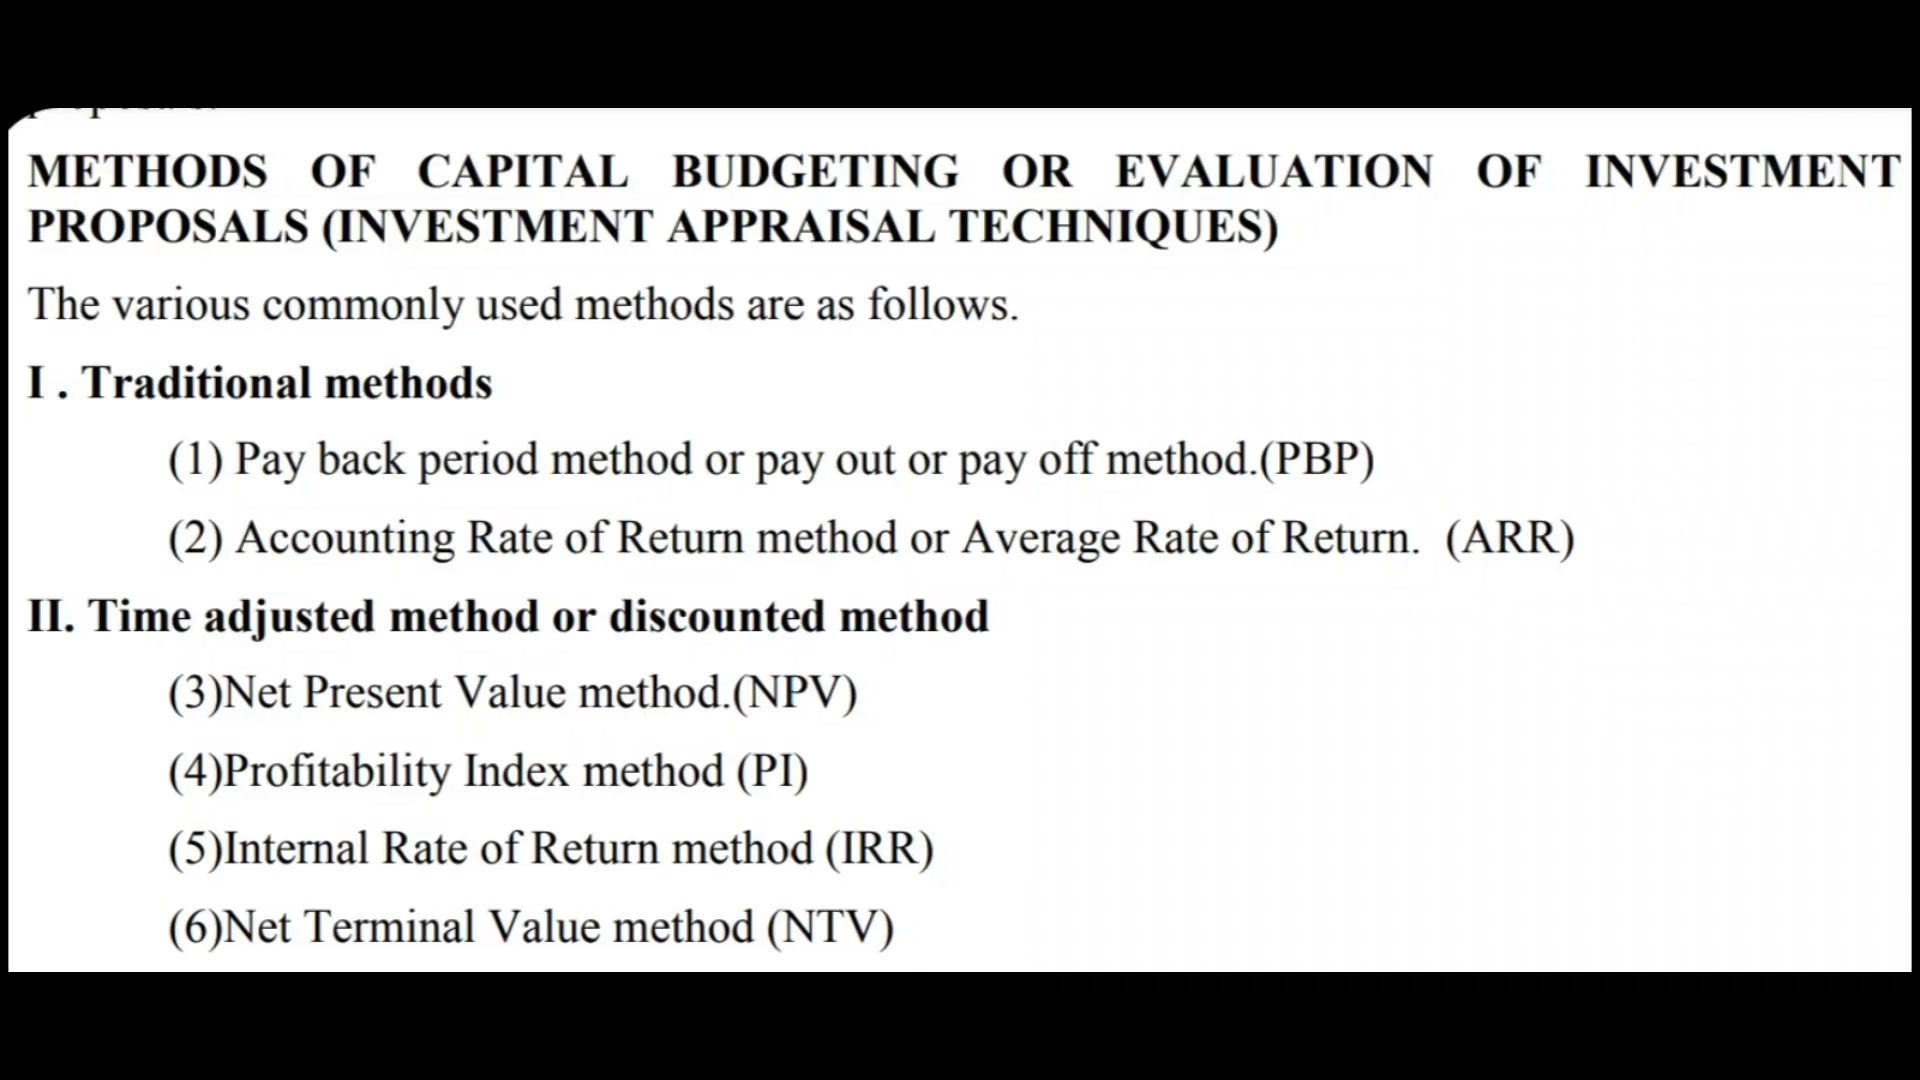 METHODS OF CAPITAL BUDGETING OR EVALUATION OF INVESTMENT
PROPOSALS (INVESTMENT APPRAISAL TECHNIQUES)
The various commonly used methods are as follows.
I . Traditional methods
(1) Pay back period method or pay out or pay off method.(PBP)
(2) Accounting Rate of Return method or Average Rate of Return. (ARR)
II. Time adjusted method or discounted method
(3)Net Present Value method.(NPV)
(4)Profitability Index method (PI)
(5)Internal Rate of Return method (IRR)
(6)Net Terminal Value method (NTV)